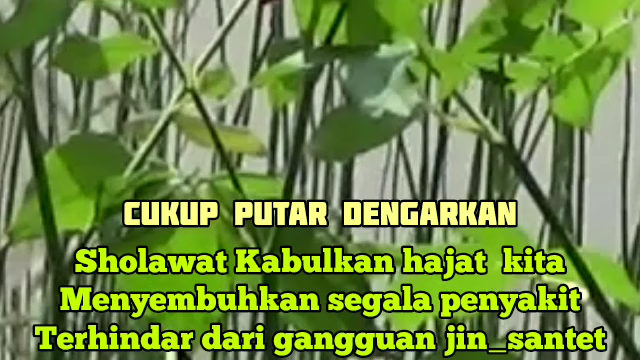 CUKUP PUTAR DENGARKAN
Sholawat Kabulkan hajat kita
Menyembuhkan segala penyakit
Terhindar dari gangguan jin_santet